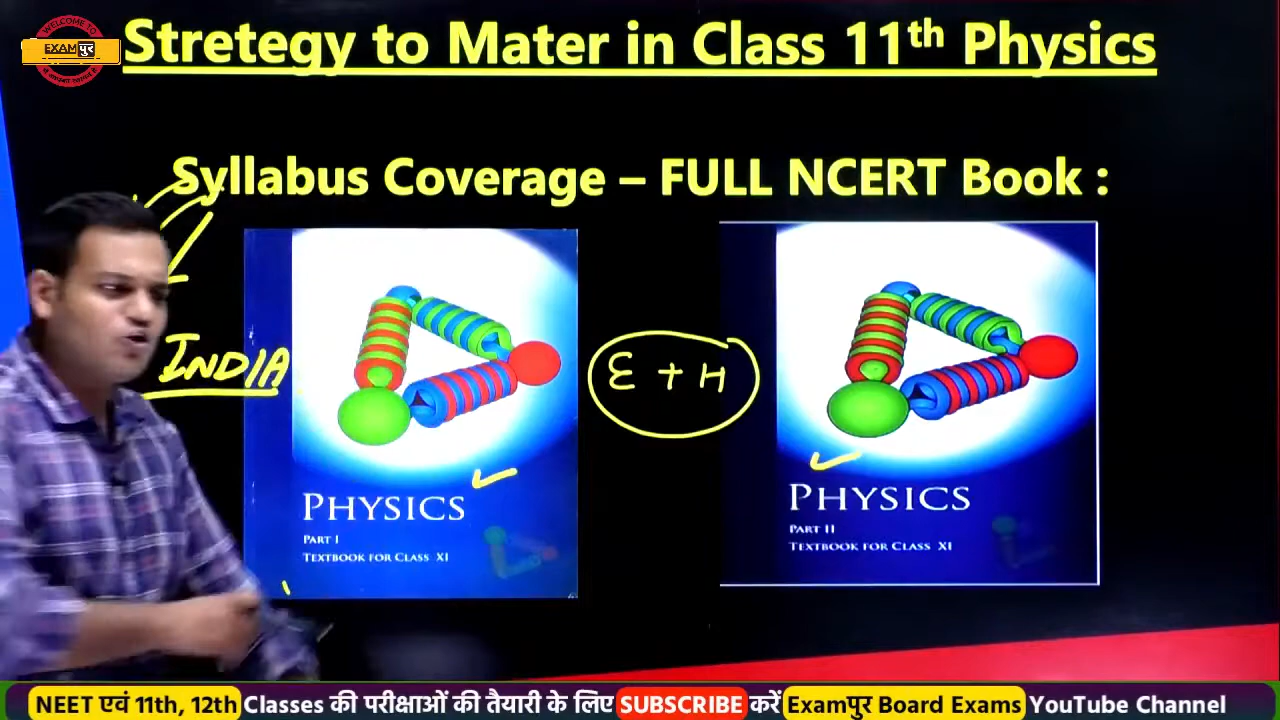 WELCOME TO
EXAMपुर
Stretegy to Mater in Class 11th Physics
Syllabus Coverage – FULL NCERT Book :
INDIA
E + H
PHYSICS
PART I
TEXTBOOK FOR CLASS XI
PHYSICS
PART II
TEXTBOOK FOR CLASS XI
NEET एवं 11th, 12th Classes की परीक्षाओं की तैयारी के लिए SUBSCRIBE करें Examपुर Board Exams YouTube Channel